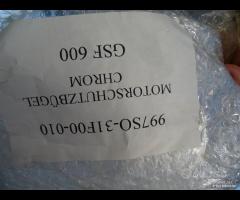 997SO-31F00-010
MOTORSCHUTZBÜGEL
CHROM
GSF 600